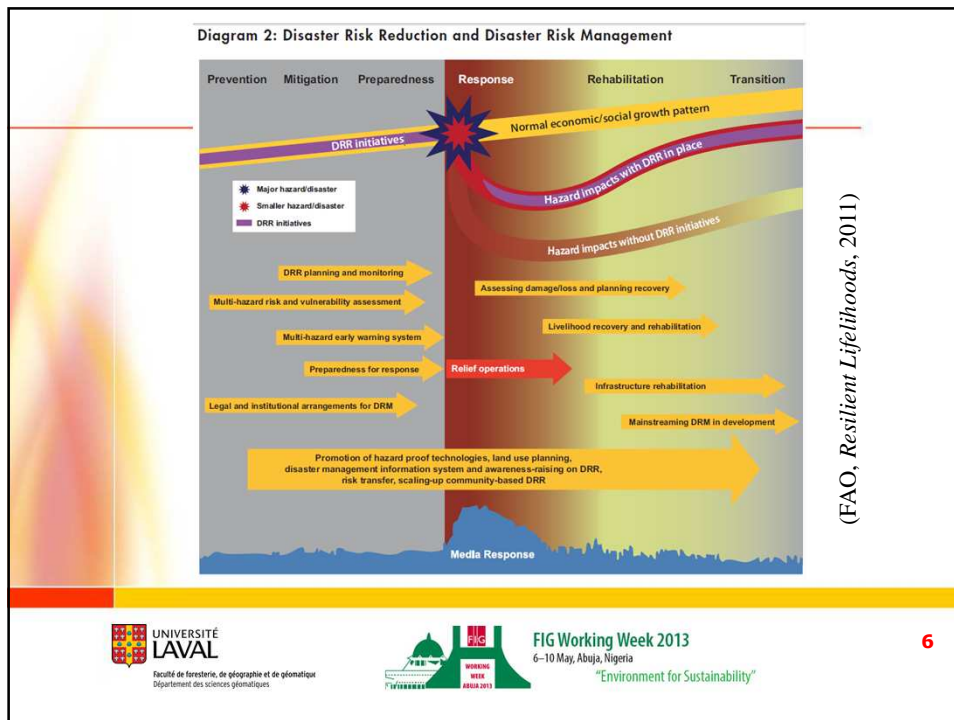 Diagram 2: Disaster Risk Reduction and Disaster Risk Management
Prevention Mitigation Preparedness Response Rehabilitation Transition
Normal economic/social growth pattern
DRR initiatives
Hazard impacts with DRR in place
Major hazard/disaster
Smaller hazard/disaster
DRR initiatives
Hazard impacts without DRR initiatives
DRR planning and monitoring
Assessing damage/loss and planning recovery
Multi-hazard risk and vulnerability assessment
Livelihood recovery and rehabilitation
Multi-hazard early warning system
Preparedness for response
Relief operations
Infrastructure rehabilitation
Legal and institutional arrangements for DRM
Mainstreaming DRM in development
Promotion of hazard proof technologies, land use planning,
disaster management information system and awareness-raising on DRR,
risk transfer, scaling-up community-based DRR
Media Response
(FAO, Resilient Lifelihoods, 2011)
UNIVERSITÉ
LAVAL
Faculté de foresterie, de géographie et de géomatique
Département des sciences géomatiques
FIG
WORKING
WEEK
ABUJA 2013
FIG Working Week 2013
6–10 May, Abuja, Nigeria
“Environment for Sustainability”
6